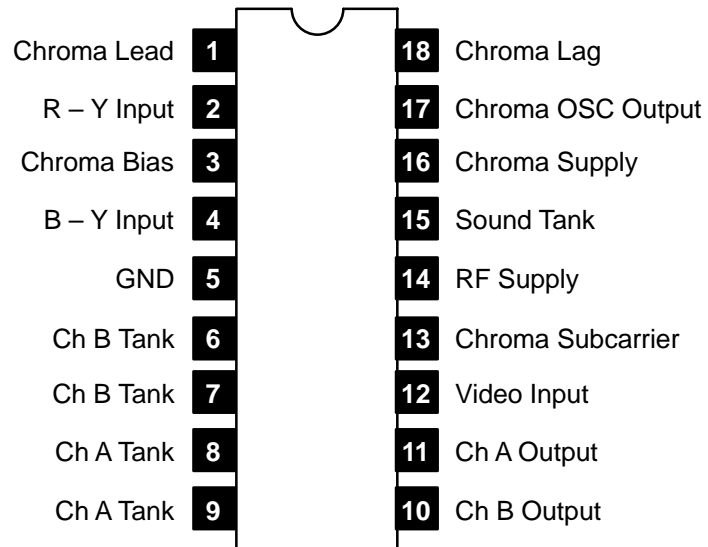 Chroma Lead 1 18 Chroma Lag
R – Y Input 2 17 Chroma OSC Output
Chroma Bias 3 16 Chroma Supply
B – Y Input 4 15 Sound Tank
GND 5 14 RF Supply
Ch B Tank 6 13 Chroma Subcarrier
Ch B Tank 7 12 Video Input
Ch A Tank 8 11 Ch A Output
Ch A Tank 9 10 Ch B Output